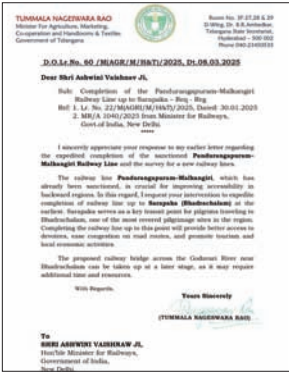 TUMMALA NAGESWARA RAO
Minister for Agriculture, Marketing,
Co-operation and Handlooms & Textiles
Government of Telangana
Room No. 27,28 & 29
D-Wing, Dr. B.R.Ambedkar,
Telangana State Secretariat,
Hyderabad - 500 002
Phone 040-23450533
D.O.Lr.No. 60 /M(AGR/M/H&T)/2025, Dt.08.03.2025
Dear Shri Ashwini Vaishnav Ji,
Sub: Completion of the Pandurangapuram-Malkangiri
Railway Line up to Sarapaka – Req - Reg
Ref: 1. Lr. No. 22/M(AGRI/M/H&T)/2025, Dated: 30.01.2025
2. MR/A 1040/2025 from Minister for Railways,
Govt.of India, New Delhi.
*****
I sincerely appreciate your response to my earlier letter regarding
the expedited completion of the sanctioned Pandurangapuram–
Malkangiri Railway Line and the survey for a new railway lines.
The railway line Pandurangapuram–Malkangiri, which has
already been sanctioned, is crucial for improving accessibility in
backward regions. In this regard, I request your intervention to expedite
completion of railway line up to Sarapaka (Bhadrachalam) at the
earliest. Sarapaka serves as a key transit point for pilgrims traveling to
Bhadrachalam, one of the most revered pilgrimage sites in the region.
Completing the railway line up to this point will provide better access to
devotees, ease congestion on road routes, and promote tourism and
local economic activities.
The proposed railway bridge across the Godavari River near
Bhadrachalam can be taken up at a later stage, as it may require
additional time and resources.
With Regards,
Yours Sincerely
(TUMMALA NAGESWARA RAO)
To
SHRI ASHWINI VAISHNAW JI,
Hon'ble Minister for Railways,
Government of India,
New Delhi